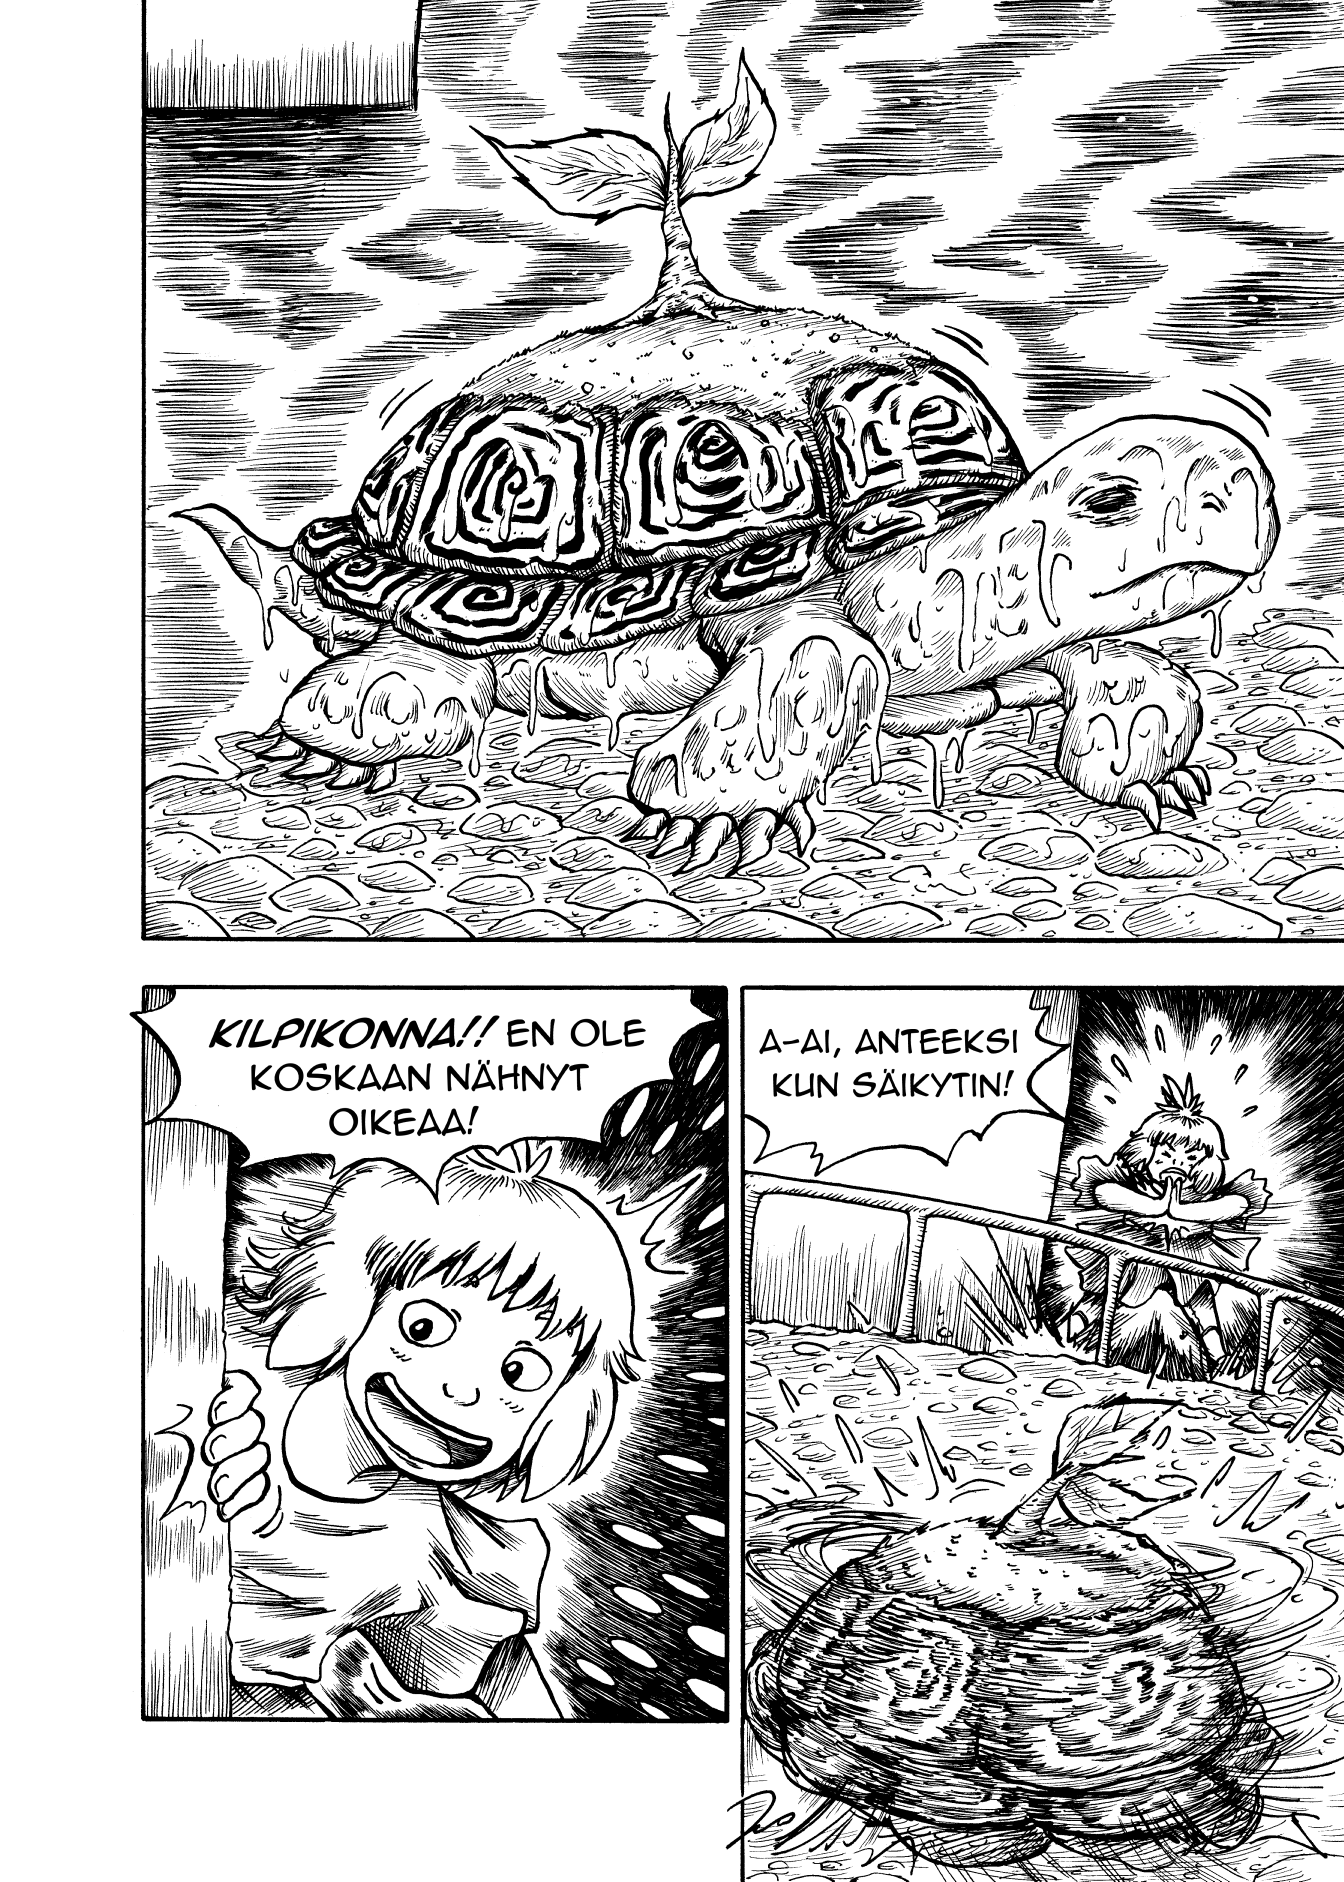 KILPIKONNA!! EN OLE
KOSKAAN NÄHNYT
OIKEAA!
A-AI, ANTEEKSI
KUN SÄIKYTIN!